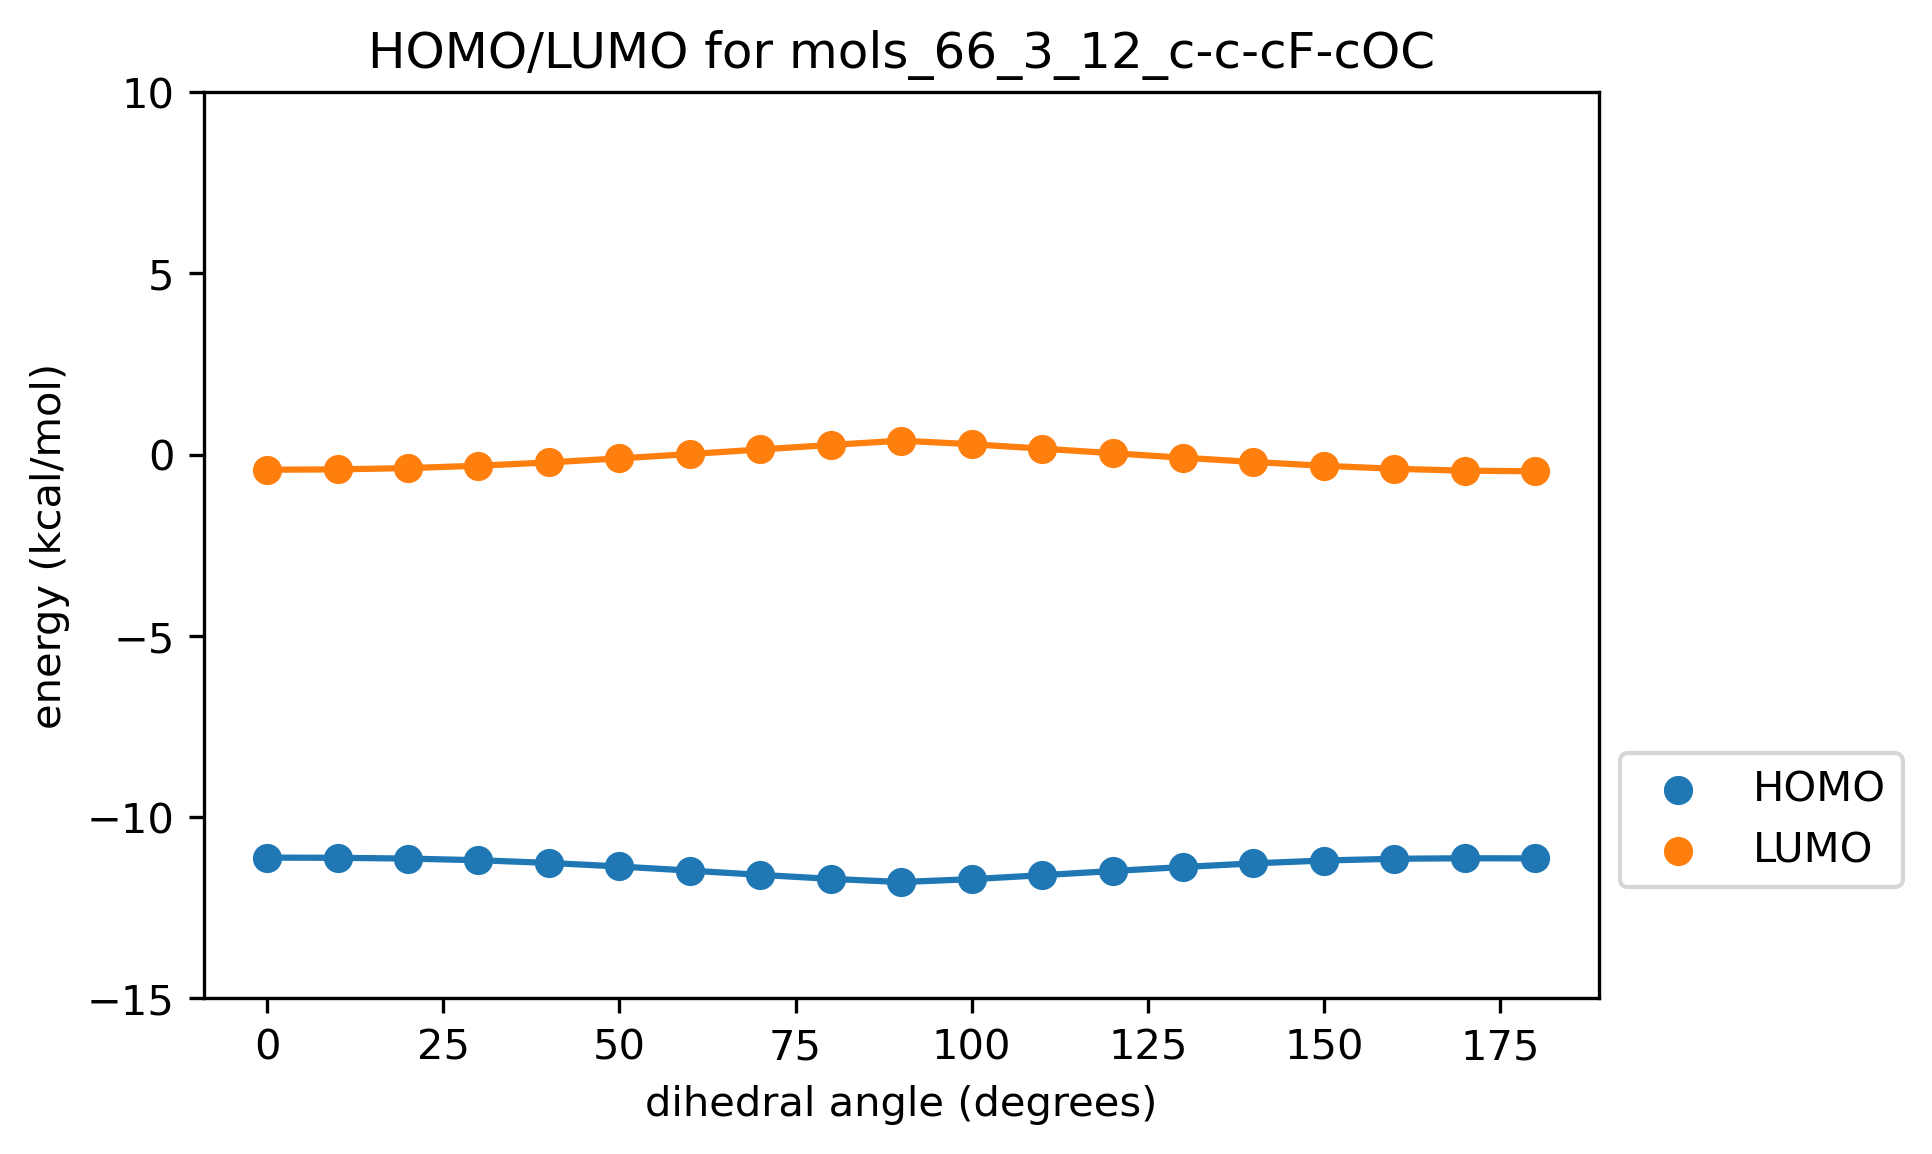 HOMO/LUMO for mols_66_3_12_c-c-cF-cOC
10
5
0
−5
−10
−15
energy (kcal/mol)
0 25 50 75 100 125 150 175
dihedral angle (degrees)
HOMO
LUMO